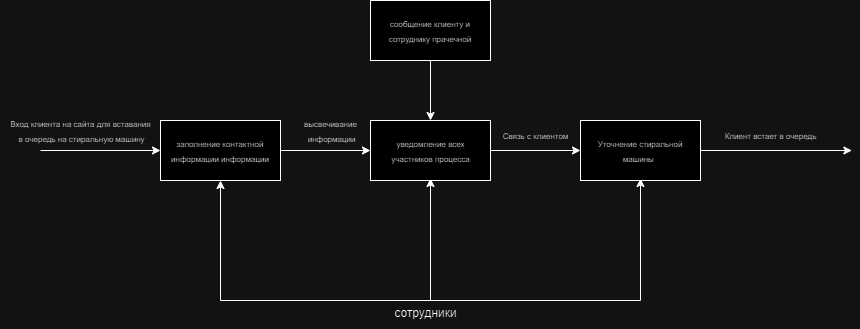 сообщение клиенту и
сотруднику прачечной
Вход клиента на сайта для вставания
в очередь на стиральную машину
заполнение контактной
информации информации
высвечивание
информации
уведомление всех
участников процесса
Связь с клиентом
Уточнение стиральной
машины
Клиент встает в очередь
сотрудники